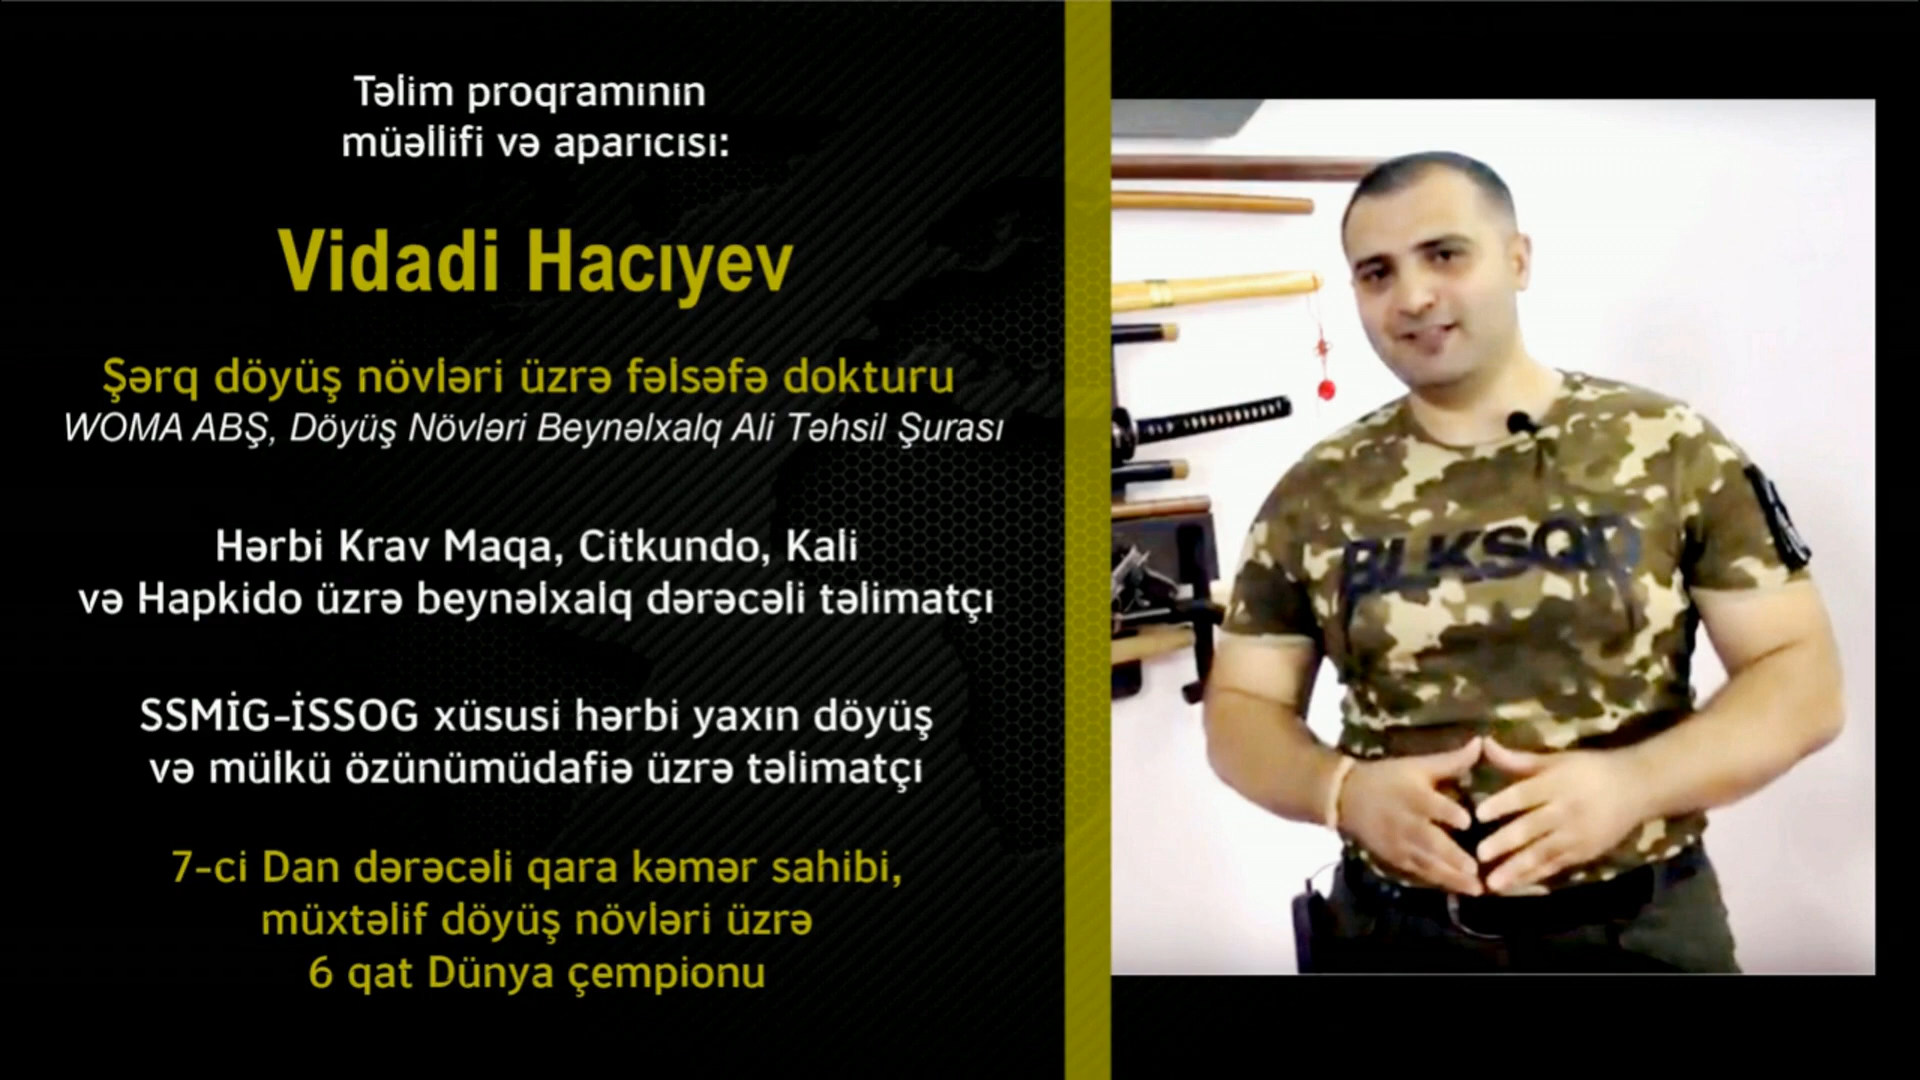 Təlim proqramının
müəllifi və aparıcısı:
Vidadi Hacıyev
Şərq döyüş növləri üzrə fəlsəfə dokturu
WOMA ABŞ, Döyüş Növləri Beynəlxalq Ali Təhsil Şurası
Hərbi Krav Maqa, Citkundo, Kali
və Hapkido üzrə beynəlxalq dərəcəli təlimatçı
SSMİG-İSSOG xüsusi hərbi yaxın döyüş
və mülkü özünümüdafiə üzrə təlimatçı
7-ci Dan dərəcəli qara kəmər sahibi,
müxtəlif döyüş növləri üzrə
6 qat Dünya çempionu
BLKSQD